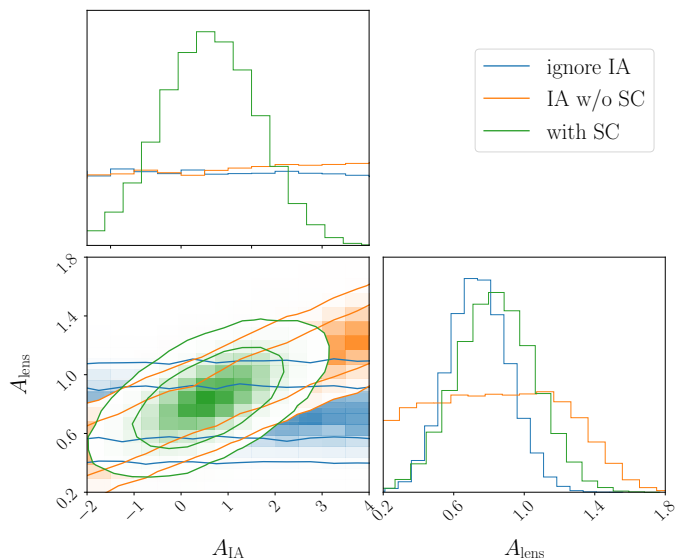 ignore IA
IA w/o SC
with SC
1.8
1.4
1.0
0.6
0.2
A_lens
−2 −1 0 1 2 3 4
0.2 0.6 1.0 1.4 1.8
A_IA
A_lens